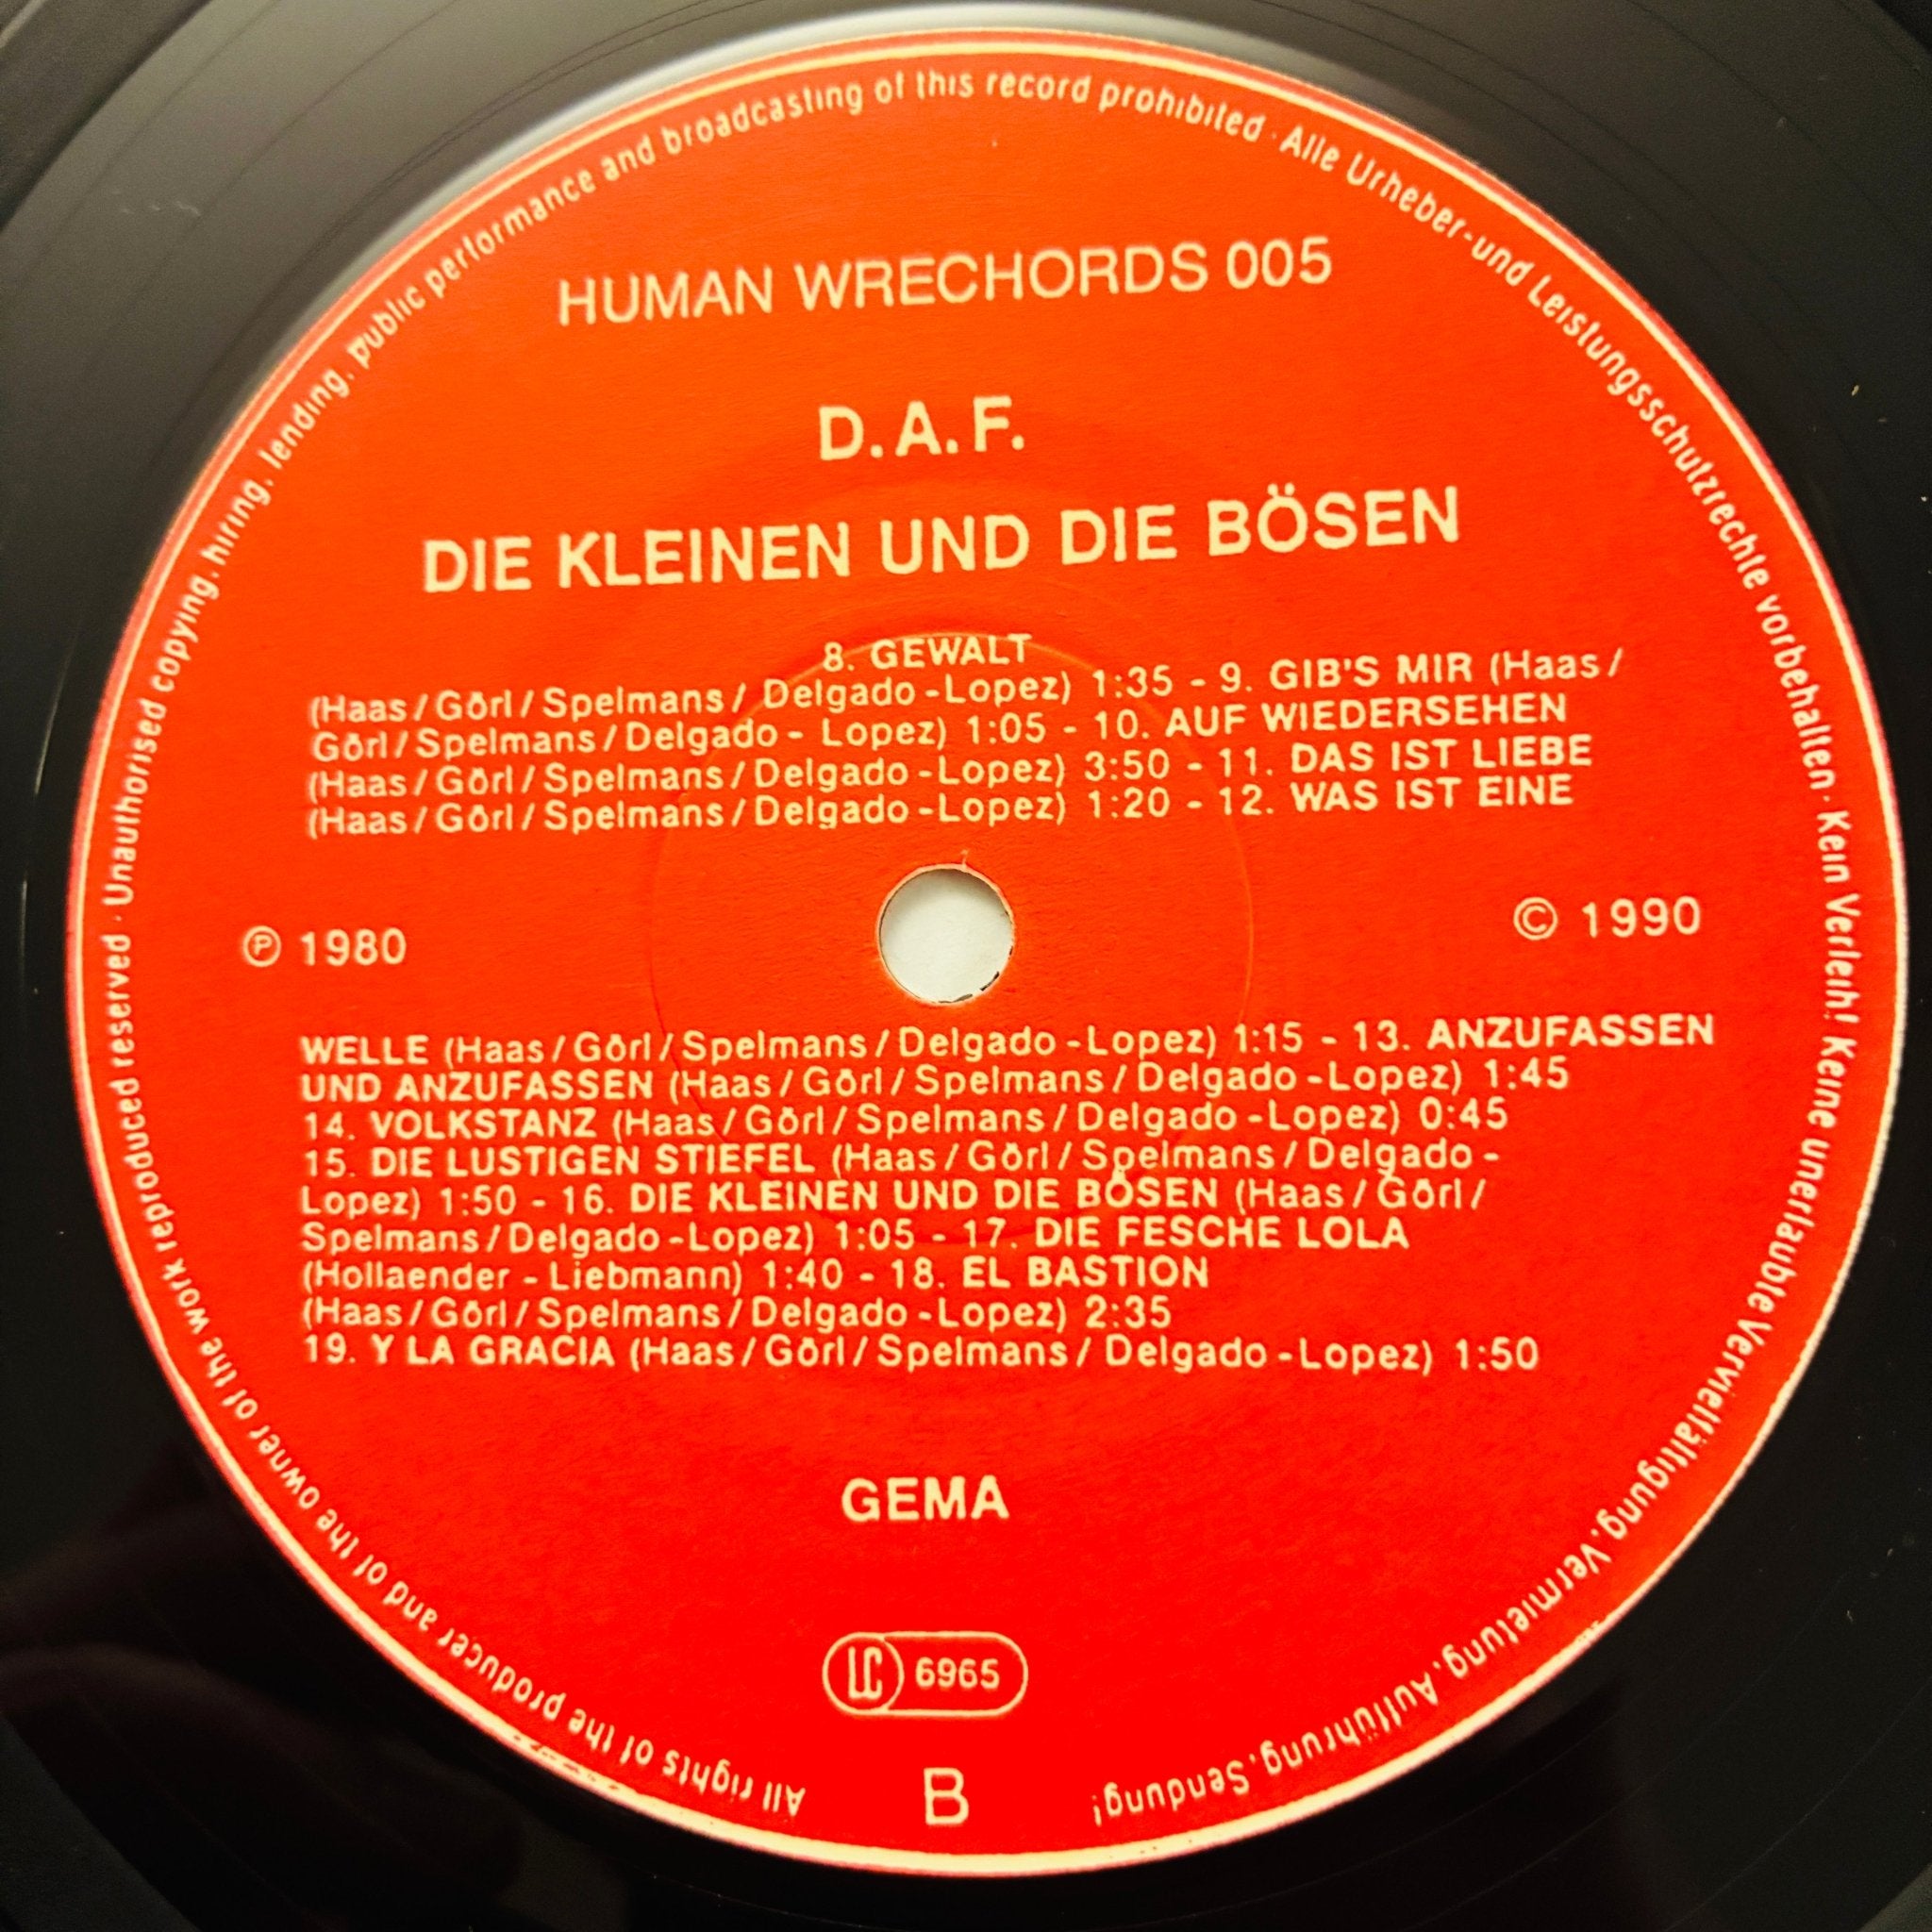 HUMAN WRECHORDS 005
D.A.F.
DIE KLEINEN UND DIE BÖSEN
8. GEWALT
(Haas/Görl/Spelmans/Delgado-Lopez) 1:35 - 9. GIB'S MIR (Haas/
Görl/Spelmans/Delgado-Lopez) 1:05 - 10. AUF WIEDERSEHEN
(Haas/Görl/Spelmans/Delgado-Lopez) 3:50 - 11. DAS IST LIEBE
(Haas/Görl/Spelmans/Delgado-Lopez) 1:20 - 12. WAS IST EINE
℗ 1980
© 1990
WELLE (Haas/Görl/Spelmans/Delgado-Lopez) 1:15 - 13. ANZUFASSEN
UND ANZUFASSEN (Haas/Görl/Spelmans/Delgado-Lopez) 1:45
14. VOLKSTANZ (Haas/Görl/Spelmans/Delgado-Lopez) 0:45
15. DIE LUSTIGEN STIEFEL (Haas/Görl/Spelmans/Delgado-
Lopez) 1:50 - 16. DIE KLEINEN UND DIE BÖSEN (Haas/Görl/
Spelmans/Delgado-Lopez) 1:05 - 17. DIE FESCHE LOLA
(Hollaender - Liebmann) 1:40 - 18. EL BASTION
(Haas/Görl/Spelmans/Delgado-Lopez) 2:35
19. Y LA GRACIA (Haas/Görl/Spelmans/Delgado-Lopez) 1:50
GEMA
LC 6965
B
All rights of the producer and of the owner of the work reproduced reserved · Unauthorised copying, hiring, lending, public performance and broadcasting of this record prohibited · Alle Urheber- und Leistungsschutzrechte vorbehalten · Kein Verleih! Keine unerlaubte Vervielfältigung, Vermietung, Aufführung, Sendung!